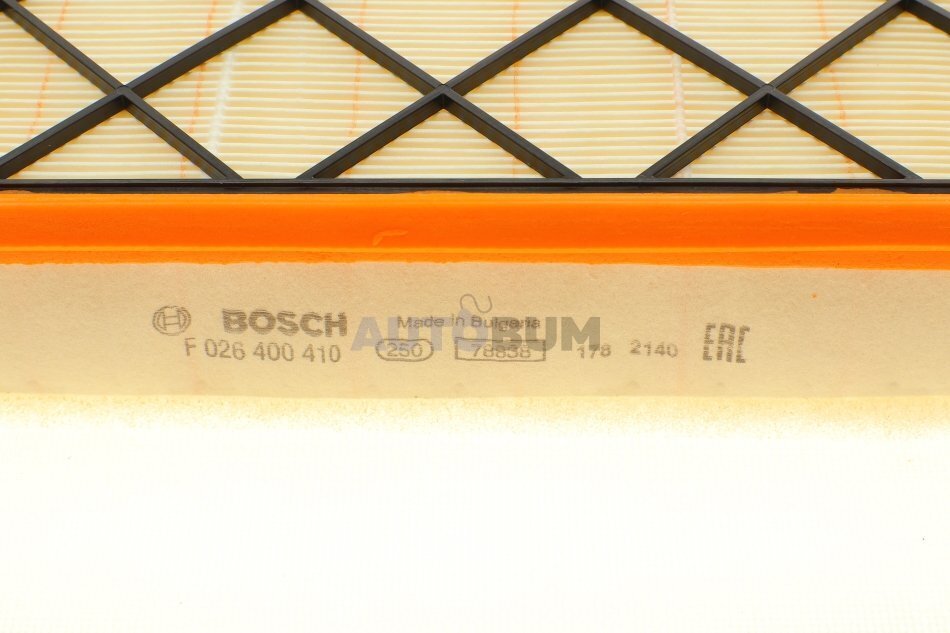 BOSCH Made in Bulgaria
AUTOBUM
F 026 400 410 250 78838 178 2140 EAC